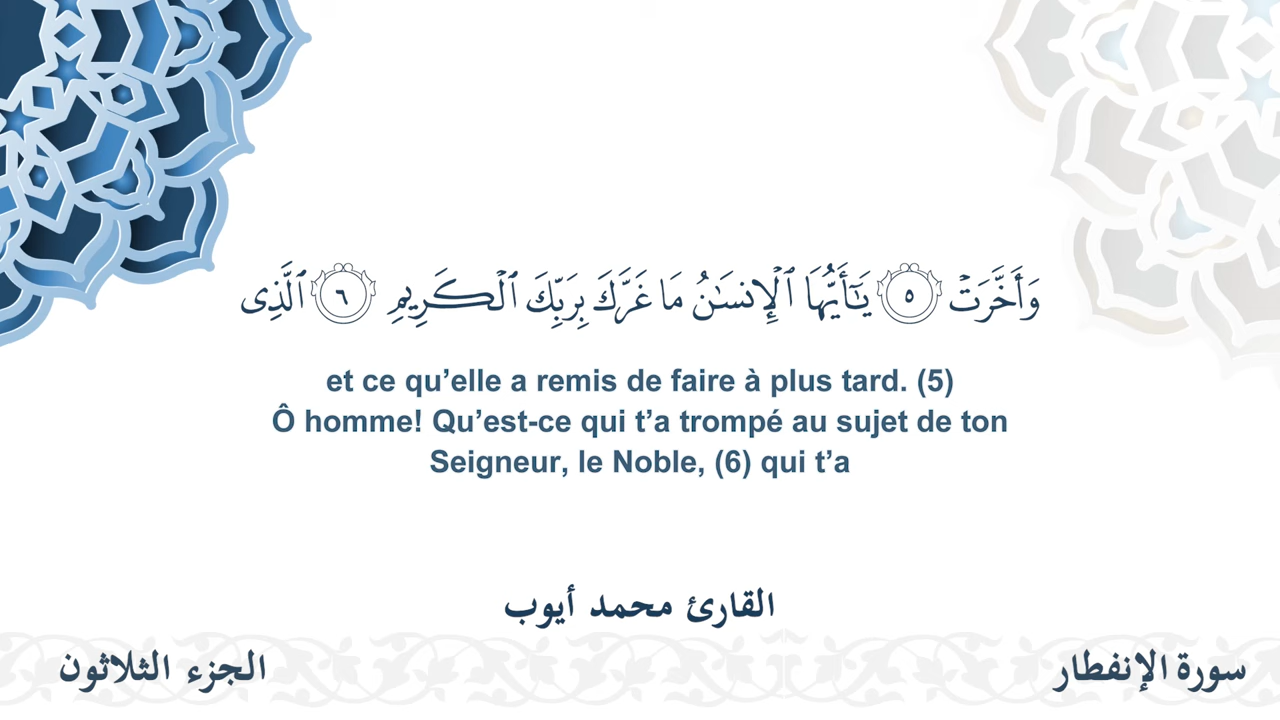 وَأَخَّرَتْ ٥ يَـٰٓأَيُّهَا ٱلْإِنسَـٰنُ مَا غَرَّكَ بِرَبِّكَ ٱلْكَرِيمِ ٦ ٱلَّذِى
et ce qu’elle a remis de faire à plus tard. (5)
Ô homme! Qu’est-ce qui t’a trompé au sujet de ton
Seigneur, le Noble, (6) qui t’a
القارئ محمد أيوب
سورة الإنفطار
الجزء الثلاثون